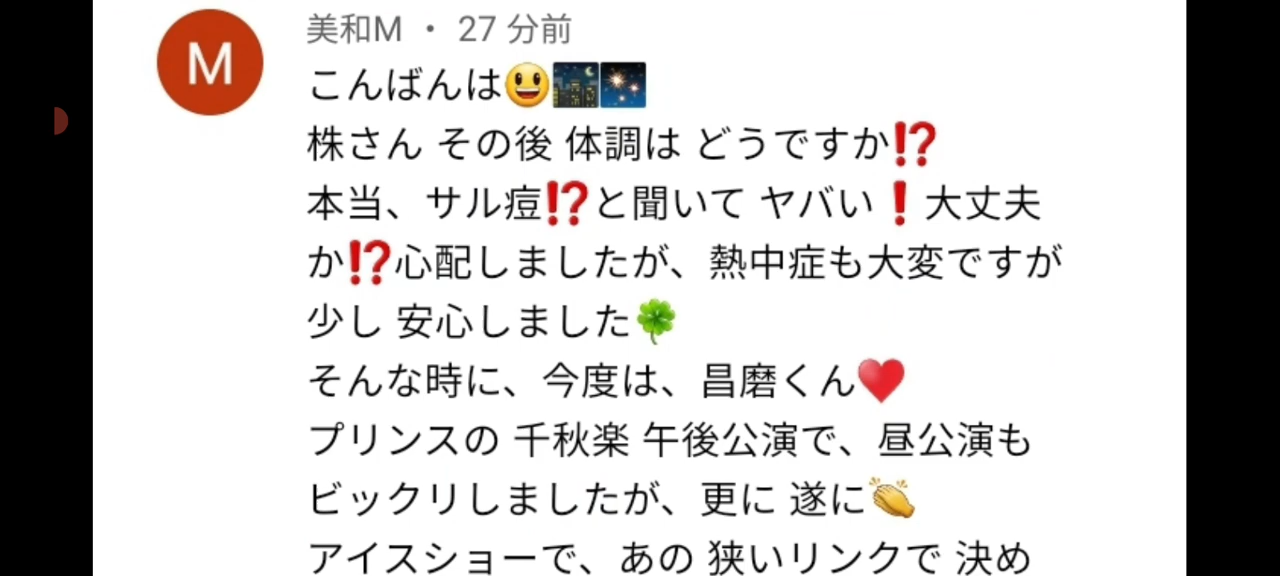 M
美和M ・ 27 分前
こんばんは😃🌃🎇
株さん その後 体調は どうですか⁉️
本当、サル痘⁉️と聞いて ヤバい❗大丈夫
か⁉️心配しましたが、熱中症も大変ですが
少し 安心しました🍀
そんな時に、今度は、昌磨くん♥️
プリンスの 千秋楽 午後公演で、昼公演も
ビックリしましたが、更に 遂に👏
アイスショーで、あの 狭いリンクで 決め